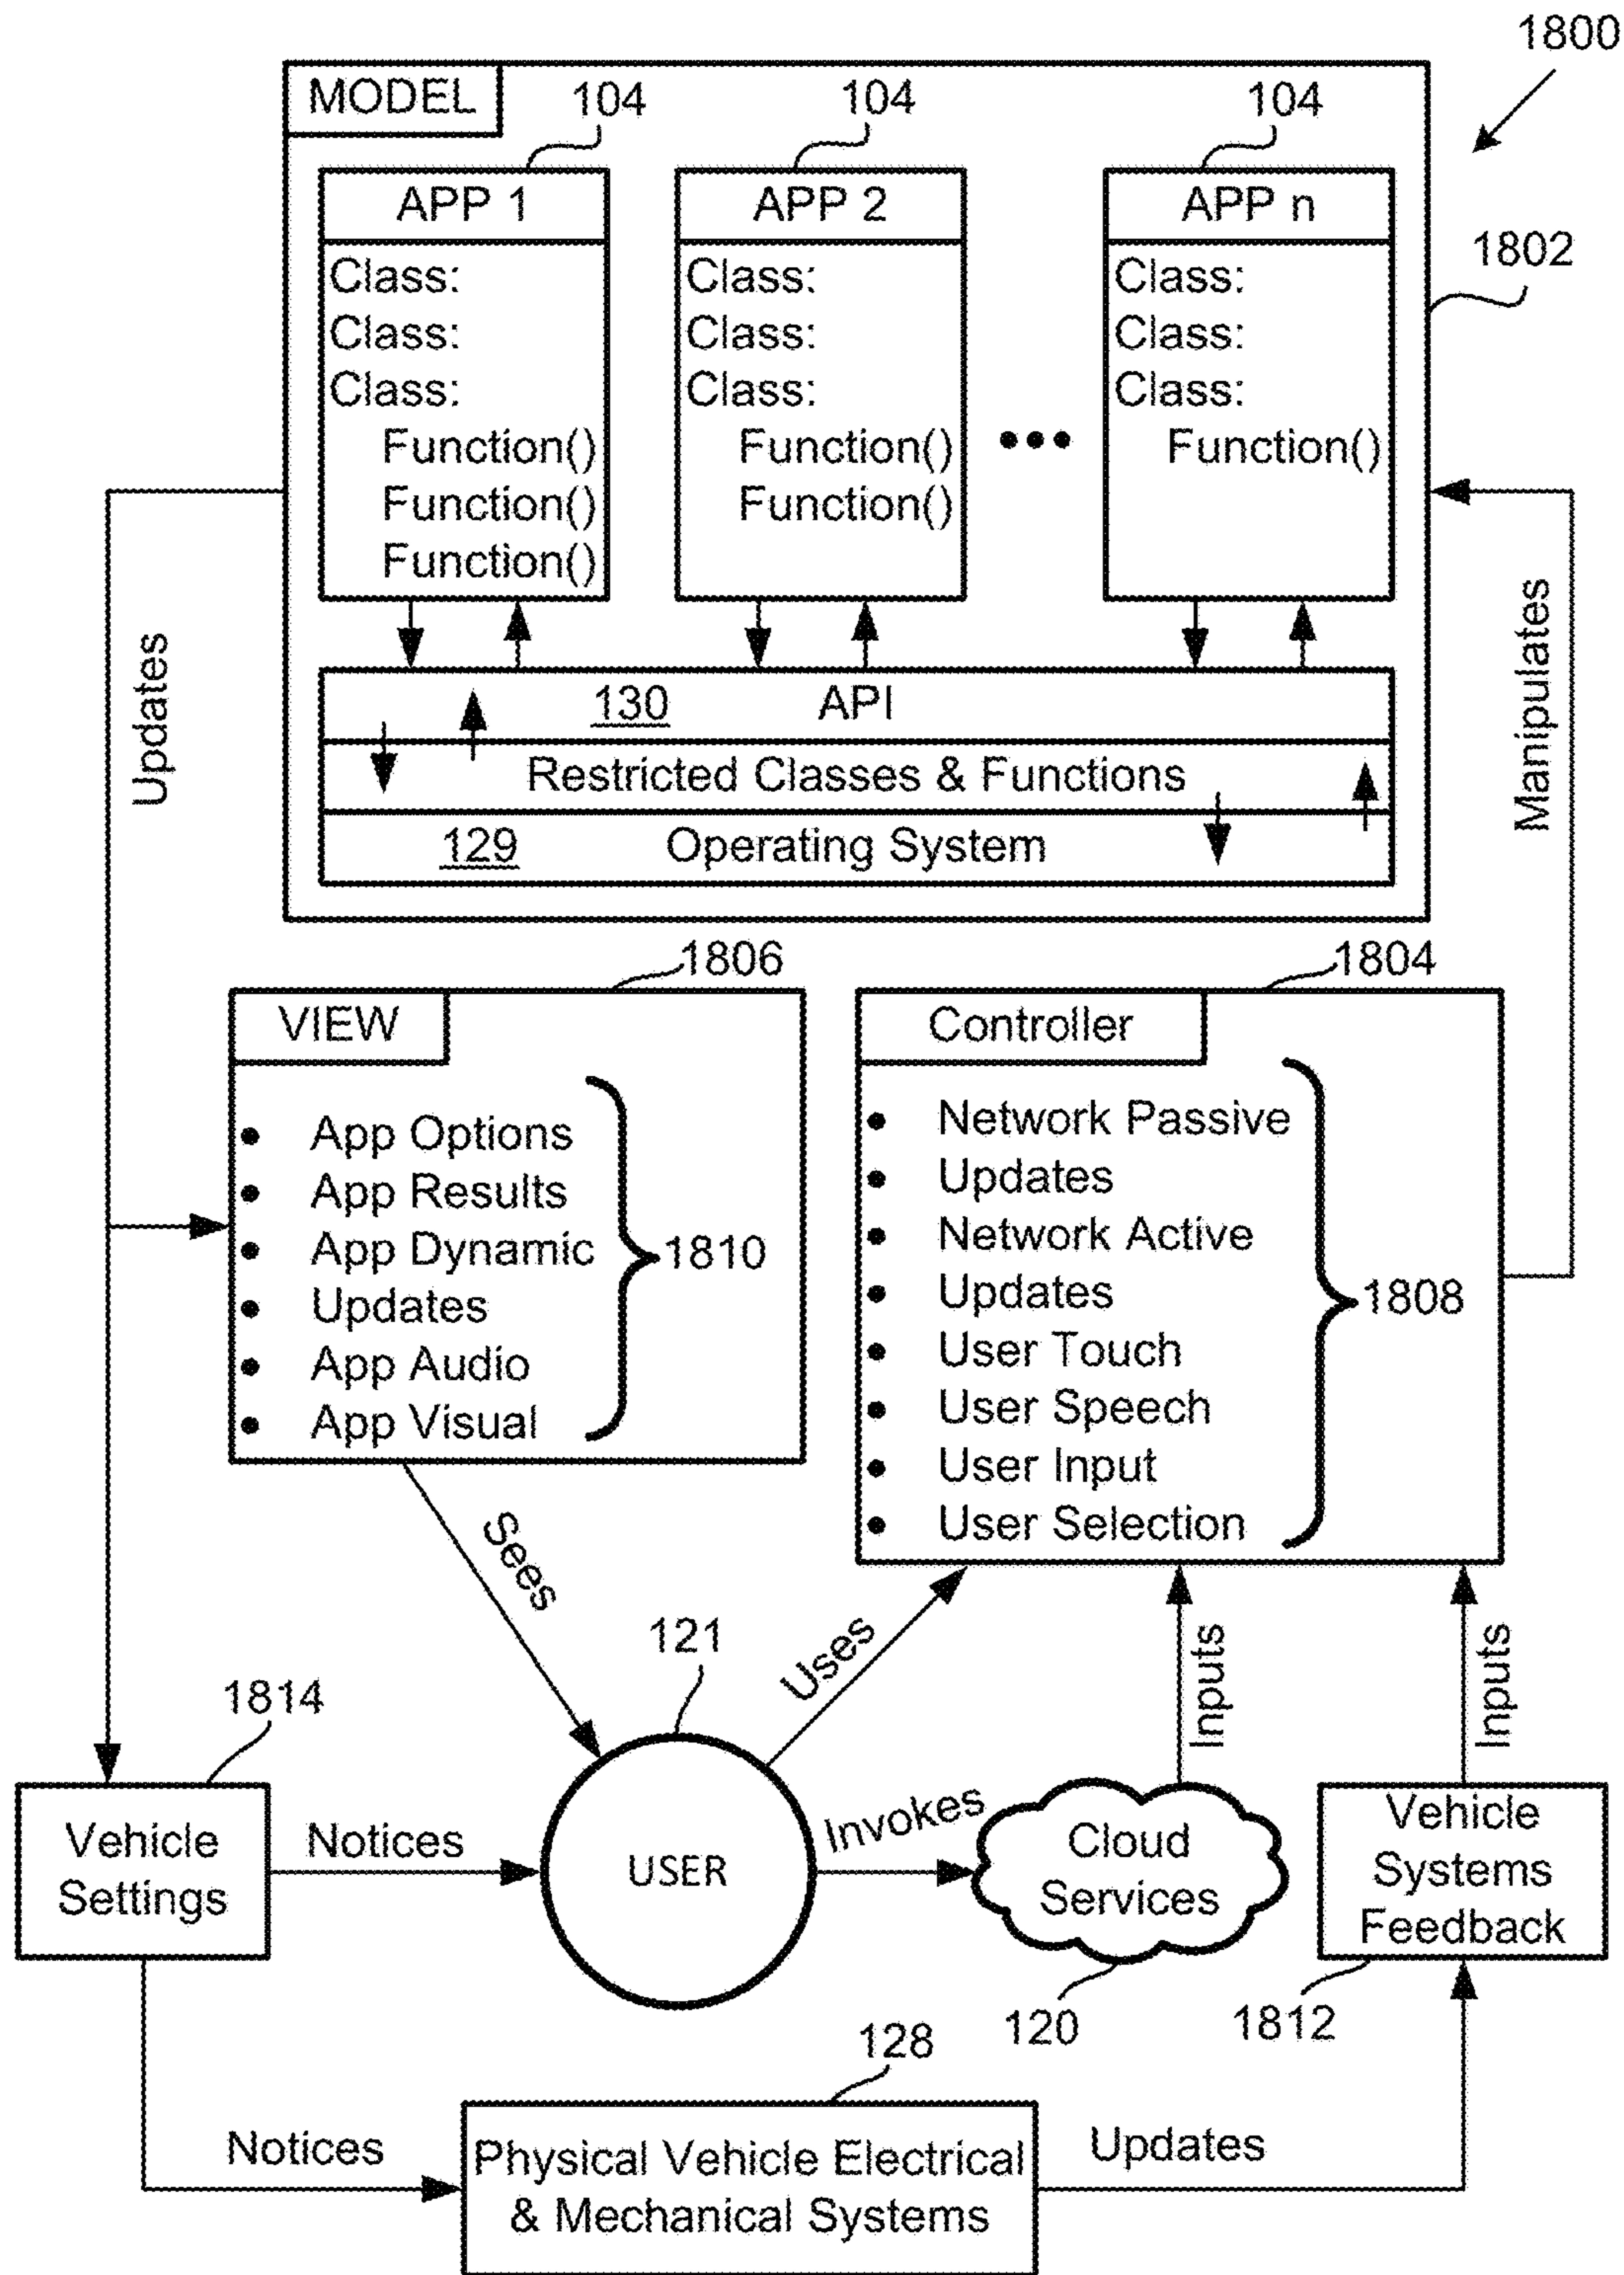 1800
MODEL
104
104
104
APP 1
APP 2
APP n
1802
Class:
Class:
Class:
Function()
Function()
Function()
Class:
Class:
Class:
Function()
Function()
•••
Class:
Class:
Class:
Function()
Updates
Manipulates
130 API
Restricted Classes & Functions
129 Operating System
1806
VIEW
• App Options
• App Results
• App Dynamic
• Updates
• App Audio
• App Visual
1810
1804
Controller
• Network Passive
• Updates
• Network Active
• Updates
• User Touch
• User Speech
• User Input
• User Selection
1808
Sees
Uses
Inputs
Inputs
121
1814
Vehicle
Settings
Notices
USER
Invokes
Cloud
Services
Vehicle
Systems
Feedback
120
1812
128
Notices
Physical Vehicle Electrical
& Mechanical Systems
Updates